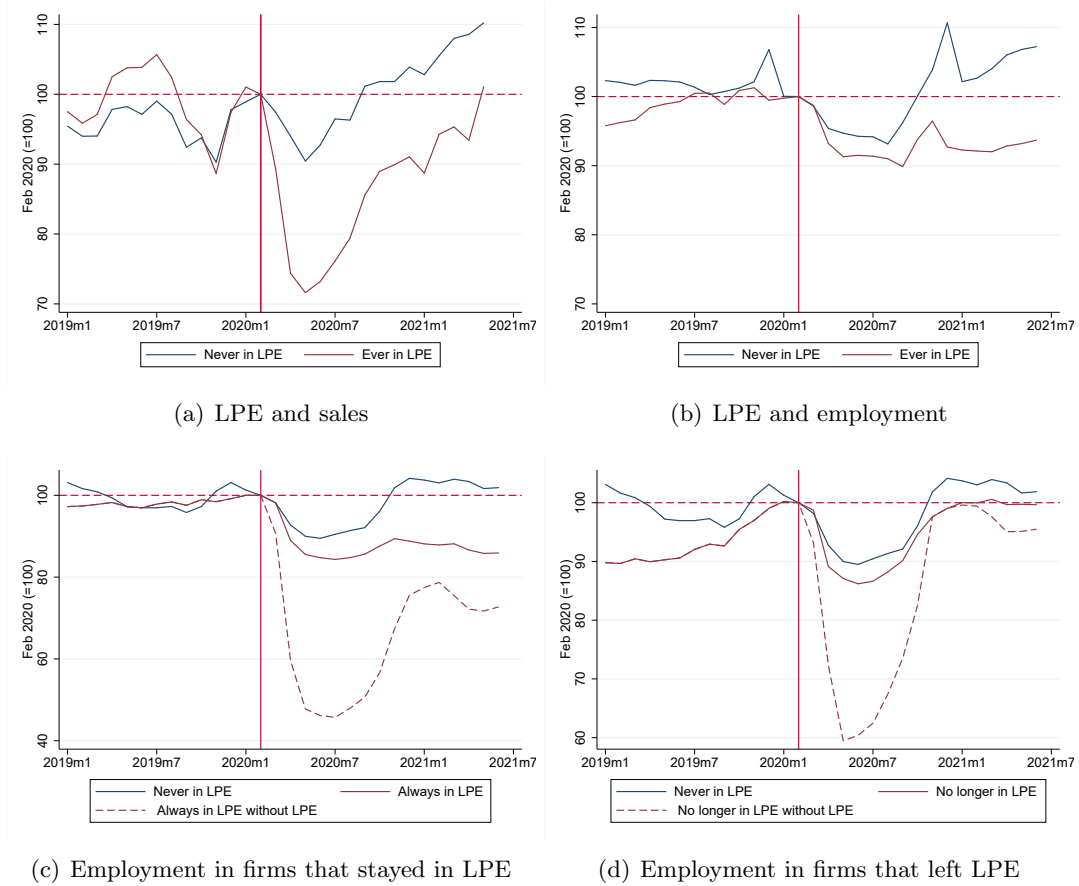 Feb 2020 (=100)
110
100
90
80
70
2019m1 2019m7 2020m1 2020m7 2021m1 2021m7
Never in LPE Ever in LPE
(a) LPE and sales
Feb 2020 (=100)
110
100
90
80
70
2019m1 2019m7 2020m1 2020m7 2021m1 2021m7
Never in LPE Ever in LPE
(b) LPE and employment
Feb 2020 (=100)
100
80
60
40
2019m1 2019m7 2020m1 2020m7 2021m1 2021m7
Never in LPE Always in LPE
Always in LPE without LPE
(c) Employment in firms that stayed in LPE
Feb 2020 (=100)
100
90
80
70
60
2019m1 2019m7 2020m1 2020m7 2021m1 2021m7
Never in LPE No longer in LPE
No longer in LPE without LPE
(d) Employment in firms that left LPE